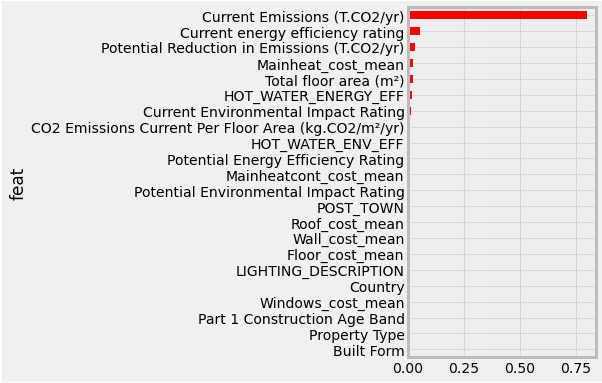 Current Emissions (T.CO2/yr)
Current energy efficiency rating
Potential Reduction in Emissions (T.CO2/yr)
Mainheat_cost_mean
Total floor area (m²)
HOT_WATER_ENERGY_EFF
Current Environmental Impact Rating
CO2 Emissions Current Per Floor Area (kg.CO2/m²/yr)
HOT_WATER_ENV_EFF
Potential Energy Efficiency Rating
Mainheatcont_cost_mean
Potential Environmental Impact Rating
POST_TOWN
Roof_cost_mean
Wall_cost_mean
Floor_cost_mean
LIGHTING_DESCRIPTION
Country
Windows_cost_mean
Part 1 Construction Age Band
Property Type
Built Form
feat
0.00 0.25 0.50 0.75